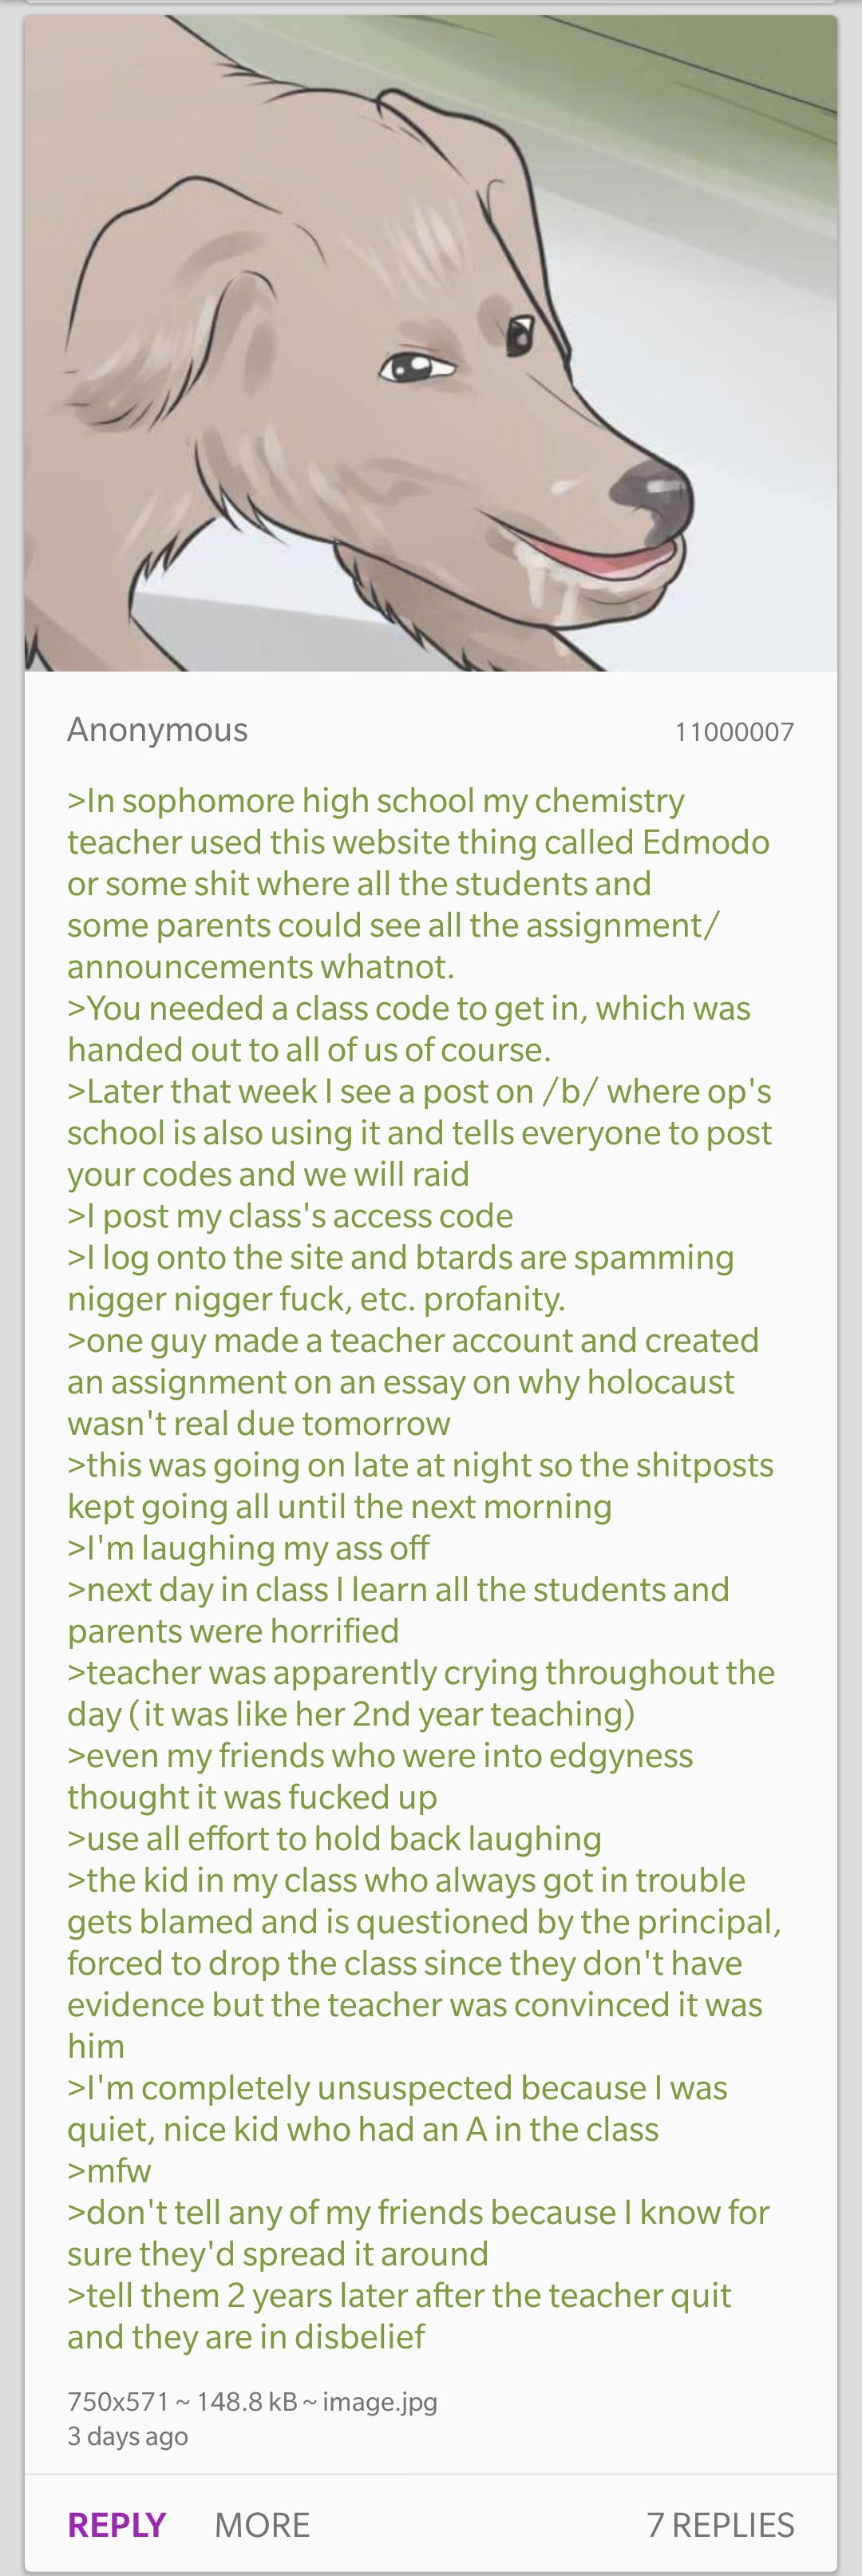 Anonymous 11000007
>In sophomore high school my chemistry
teacher used this website thing called Edmodo
or some shit where all the students and
some parents could see all the assignment/
announcements whatnot.
>You needed a class code to get in, which was
handed out to all of us of course.
>Later that week I see a post on /b/ where op's
school is also using it and tells everyone to post
your codes and we will raid
>I post my class's access code
>I log onto the site and btards are spamming
nigger nigger fuck, etc. profanity.
>one guy made a teacher account and created
an assignment on an essay on why holocaust
wasn't real due tomorrow
>this was going on late at night so the shitposts
kept going all until the next morning
>I'm laughing my ass off
>next day in class I learn all the students and
parents were horrified
>teacher was apparently crying throughout the
day (it was like her 2nd year teaching)
>even my friends who were into edgyness
thought it was fucked up
>use all effort to hold back laughing
>the kid in my class who always got in trouble
gets blamed and is questioned by the principal,
forced to drop the class since they don't have
evidence but the teacher was convinced it was
him
>I'm completely unsuspected because I was
quiet, nice kid who had an A in the class
>mfw
>don't tell any of my friends because I know for
sure they'd spread it around
>tell them 2 years later after the teacher quit
and they are in disbelief
750x571 ~ 148.8 kB ~ image.jpg
3 days ago
REPLY MORE 7 REPLIES